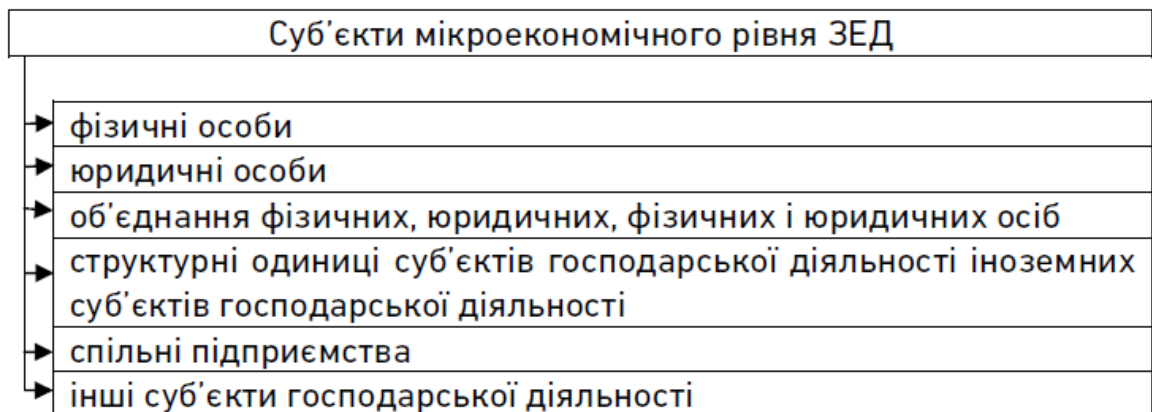 Суб’єкти мікроекономічного рівня ЗЕД
фізичні особи
юридичні особи
об’єднання фізичних, юридичних, фізичних і юридичних осіб
структурні одиниці суб’єктів господарської діяльності іноземних
суб’єктів господарської діяльності
спільні підприємства
інші суб’єкти господарської діяльності